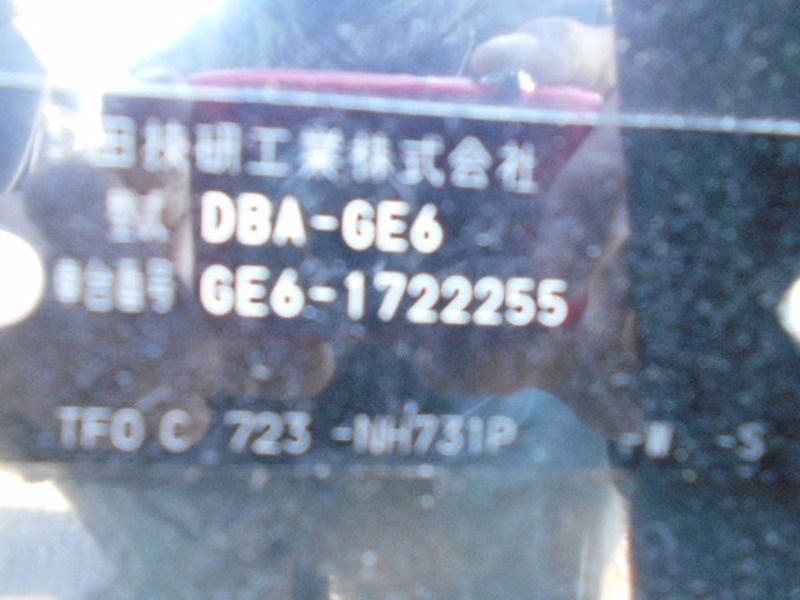 田技研工業株式会社
型式 DBA-GE6
車台番号 GE6-1722255
TF0 C 723 -NH731P -W -S